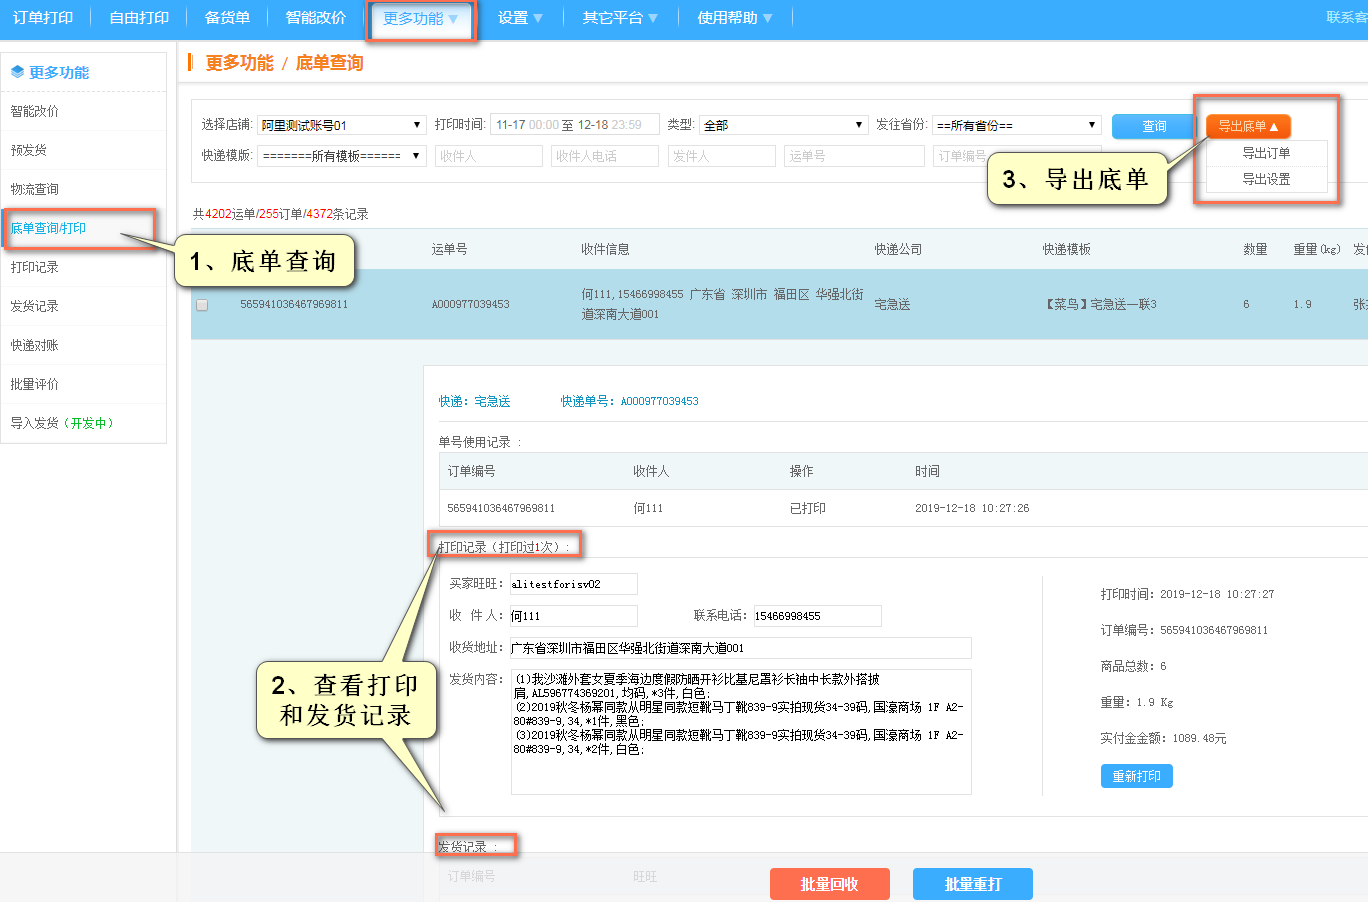 订单打印 自由打印 备货单 智能改价 更多功能▼ 设置▼ 其它平台▼ 使用帮助▼ 联系客
更多功能
智能改价
预发货
物流查询
底单查询/打印
打印记录
发货记录
快递对账
批量评价
导入发货（开发中）
更多功能 / 底单查询
选择店铺: 阿里测试账号01 打印时间: 11-17 00:00 至 12-18 23:59 类型: 全部 发往省份: ==所有省份== 查询 导出底单▲
快递模版: =======所有模板====== 收件人 收件人电话 发件人 运单号 订单编号
导出订单
导出设置
1、底单查询
3、导出底单
共4202运单/255订单/4372条记录
运单号 收件信息 快递公司 快递模板 数量 重量(kg) 发
565941036467969811 A000977039453 何111,15466998455 广东省 深圳市 福田区 华强北街道深南大道001 宅急送 【菜鸟】宅急送一联3 6 1.9 张
快递: 宅急送 快递单号: A000977039453
单号使用记录 :
订单编号 收件人 操作 时间
565941036467969811 何111 已打印 2019-12-18 10:27:26
打印记录（打印过1次）:
买家旺旺: alitestforisv02
收 件 人: 何111 联系电话: 15466998455
收货地址: 广东省深圳市福田区华强北街道深南大道001
发货内容: (1)我沙滩外套女夏季海边度假防晒开衫比基尼罩衫长袖中长款外搭披
肩,AL596774369201,均码,*3件,白色;
(2)2019秋冬杨幂同款从明星同款短靴马丁靴839-9实拍现货34-39码,国濠商场 1F A2-
80#839-9,34,*1件,黑色;
(3)2019秋冬杨幂同款从明星同款短靴马丁靴839-9实拍现货34-39码,国濠商场 1F A2-
80#839-9,34,*2件,白色;
打印时间: 2019-12-18 10:27:27
订单编号: 565941036467969811
商品总数: 6
重量: 1.9 Kg
实付金金额: 1089.48元
重新打印
2、查看打印
和发货记录
发货记录 :
订单编号 旺旺
批量回收 批量重打